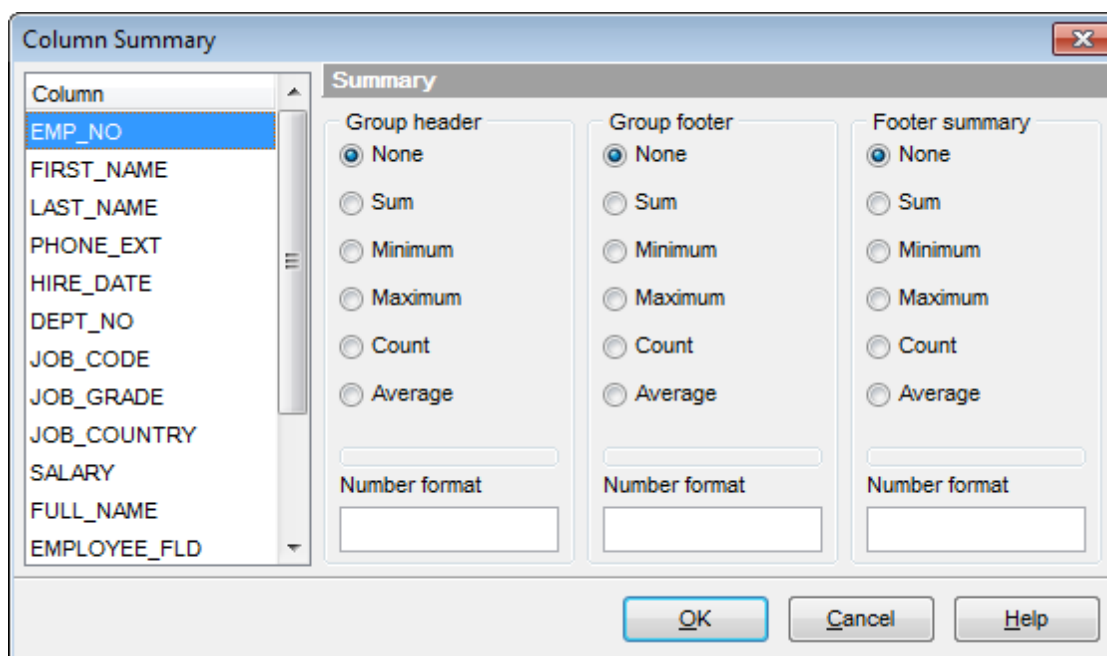 Column Summary
Column
EMP_NO
FIRST_NAME
LAST_NAME
PHONE_EXT
HIRE_DATE
DEPT_NO
JOB_CODE
JOB_GRADE
JOB_COUNTRY
SALARY
FULL_NAME
EMPLOYEE_FLD
Summary
Group header
None
Sum
Minimum
Maximum
Count
Average
Number format
Group footer
None
Sum
Minimum
Maximum
Count
Average
Number format
Footer summary
None
Sum
Minimum
Maximum
Count
Average
Number format
OK
Cancel
Help